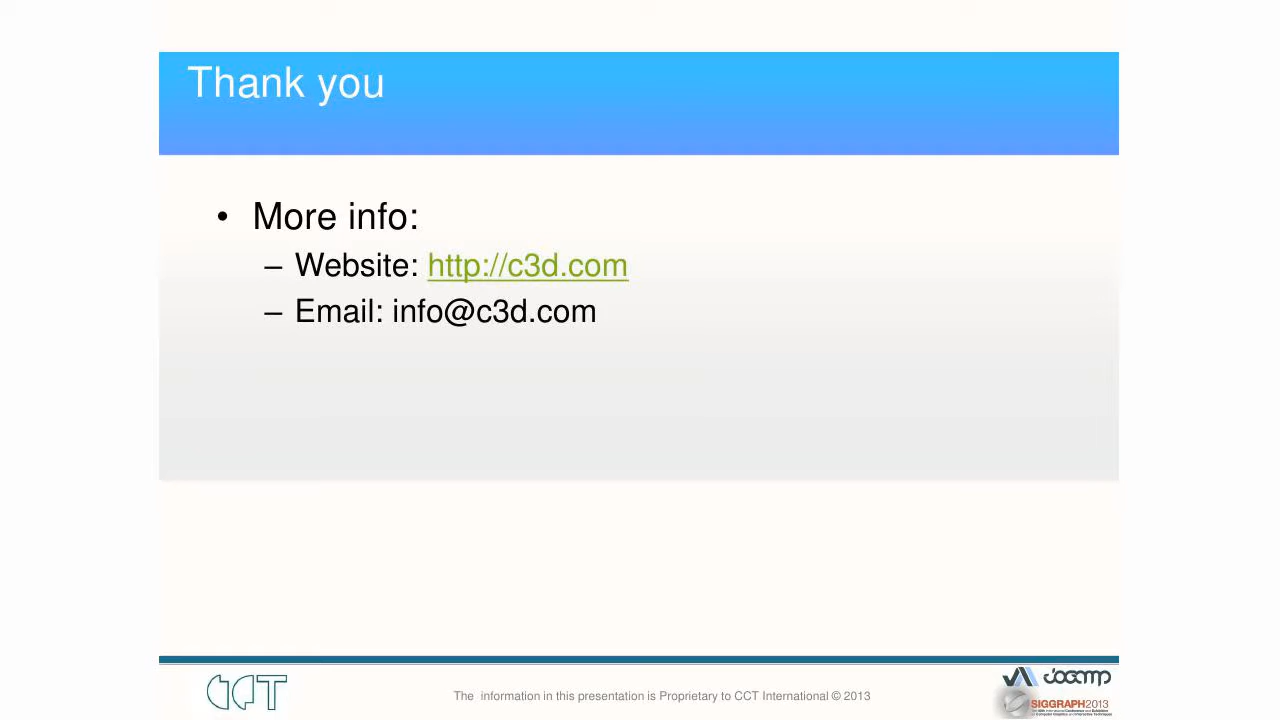 Thank you
• More info:
– Website: http://c3d.com
– Email: info@c3d.com
CCT
The information in this presentation is Proprietary to CCT International © 2013
JogAmp
SIGGRAPH2013